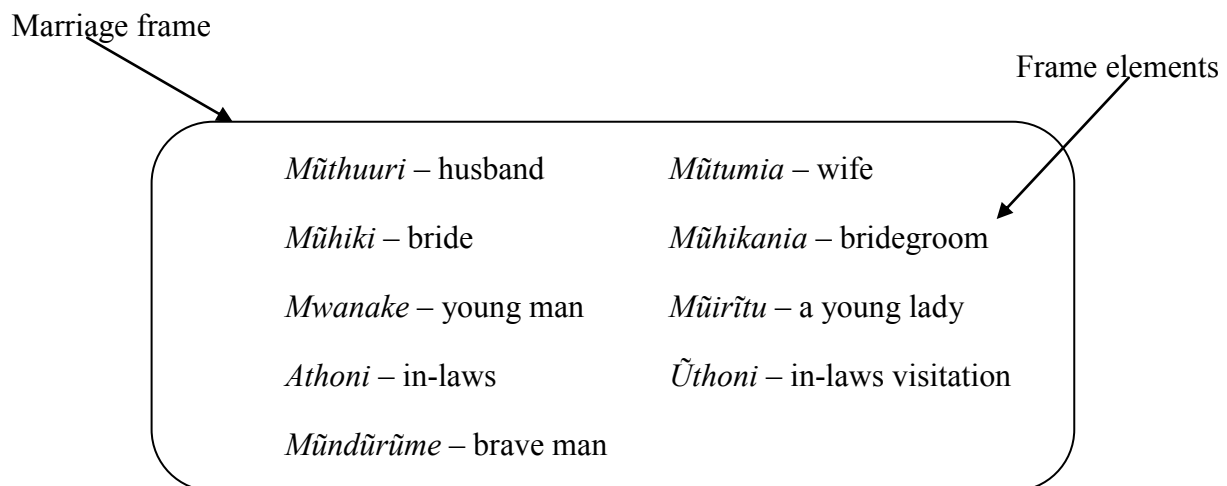 Marriage frame
Frame elements
Mũthuuri – husband Mũtumia – wife
Mũhiki – bride Mũhikania – bridegroom
Mwanake – young man Mũirĩtu – a young lady
Athoni – in-laws Ũthoni – in-laws visitation
Mũndũrũme – brave man